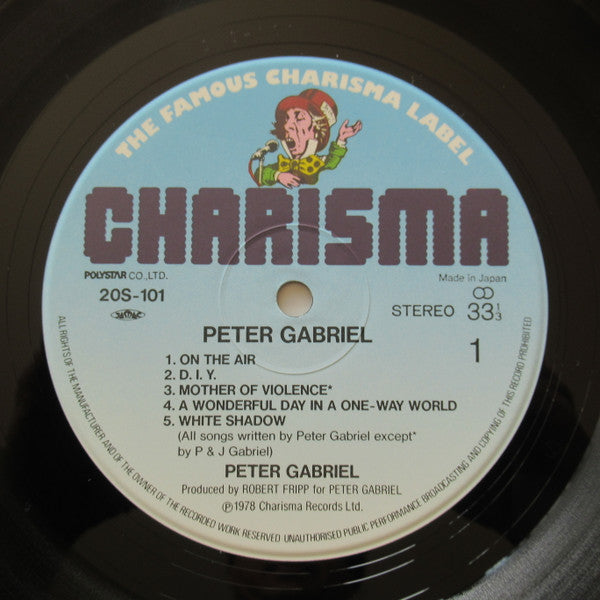 THE FAMOUS CHARISMA LABEL
CHARISMA
POLYSTAR CO., LTD.
Made in Japan
20S-101
STEREO 33⅓
1
PETER GABRIEL
1. ON THE AIR
2. D. I. Y.
3. MOTHER OF VIOLENCE*
4. A WONDERFUL DAY IN A ONE-WAY WORLD
5. WHITE SHADOW
(All songs written by Peter Gabriel except*
by P & J Gabriel)
PETER GABRIEL
Produced by ROBERT FRIPP for PETER GABRIEL
℗1978 Charisma Records Ltd.
ALL RIGHTS OF THE MANUFACTURER AND OF THE OWNER OF THE RECORDED WORK RESERVED UNAUTHORISED PUBLIC PERFORMANCE BROADCASTING AND COPYING OF THIS RECORD PROHIBITED